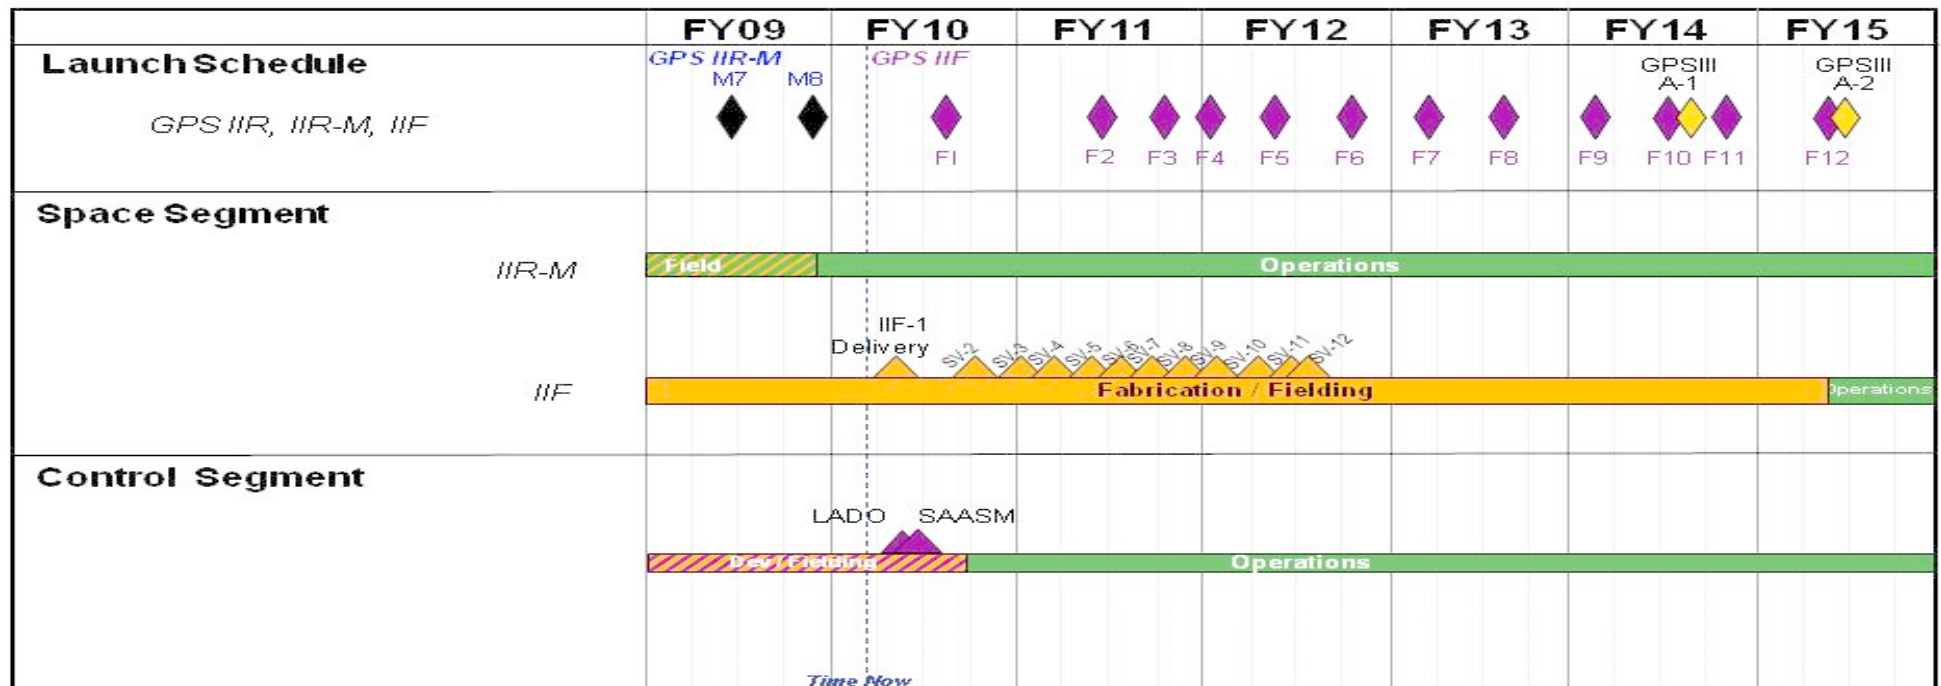 FY09 FY10 FY11 FY12 FY13 FY14 FY15
Launch Schedule
GPS IIR-M GPS IIF
M7 M8
GPSIII A-1
GPSIII A-2
GPS IIR, IIR-M, IIF
F1 F2 F3 F4 F5 F6 F7 F8 F9 F10 F11 F12
Space Segment
IIR-M
Field Operations
IIF-1
Delivery
SV-2 SV-3 SV-4 SV-5 SV-6 SV-7 SV-8 SV-9 SV-10 SV-11 SV-12
IIF
Fabrication / Fielding Operations
Control Segment
LADO SAASM
Dev / Fielding Operations
Time Now